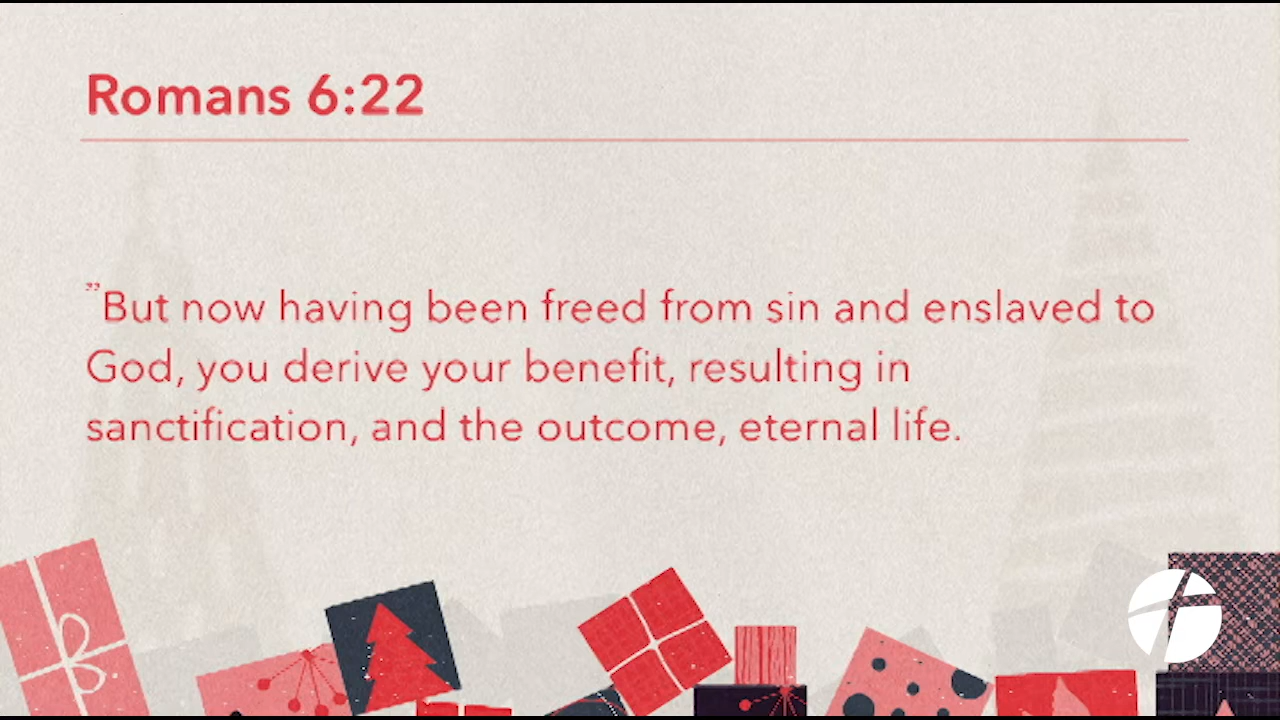 Romans 6:22
22 But now having been freed from sin and enslaved to
God, you derive your benefit, resulting in
sanctification, and the outcome, eternal life.